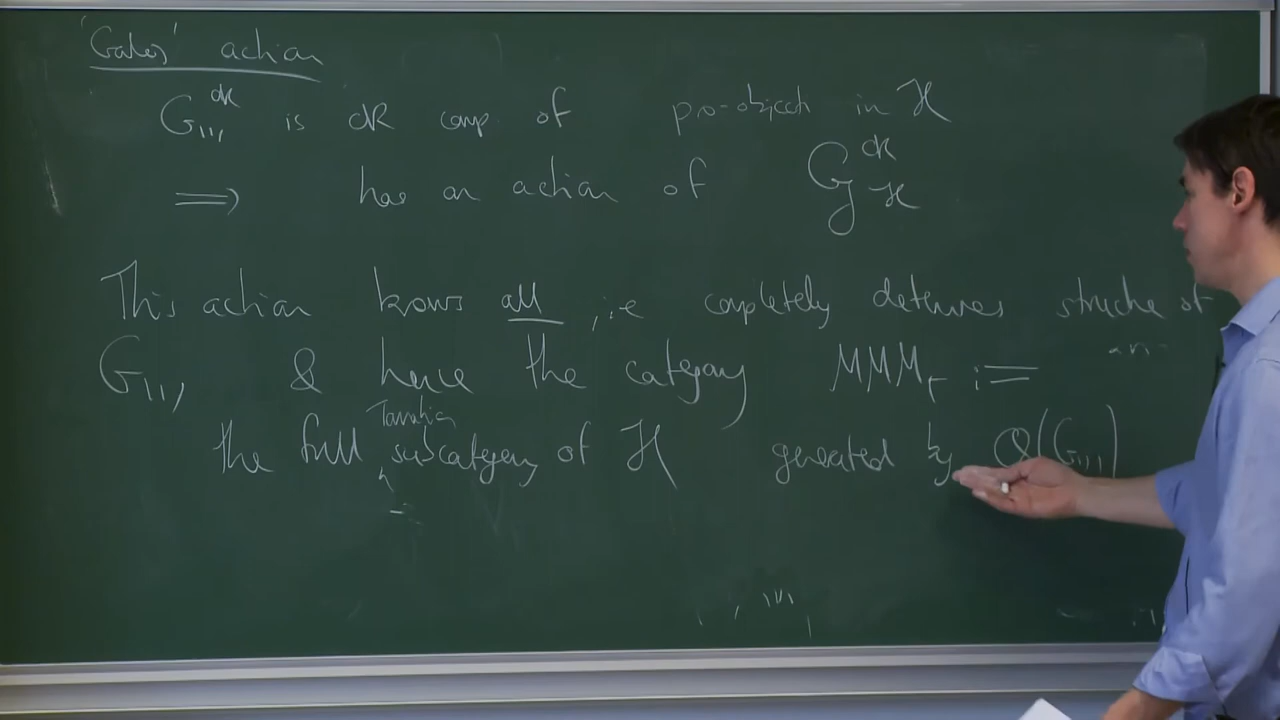 'Galois' action
G_{1,1}^{dR} is dR comp of pro-object in H
⟹ has an action of G_H^{dR}
This action knows all, i.e completely determines structure of
G_{1,1} & hence the category MMM_Γ :=
the full Tannakian subcategory of H generated by O(G_{1,1})